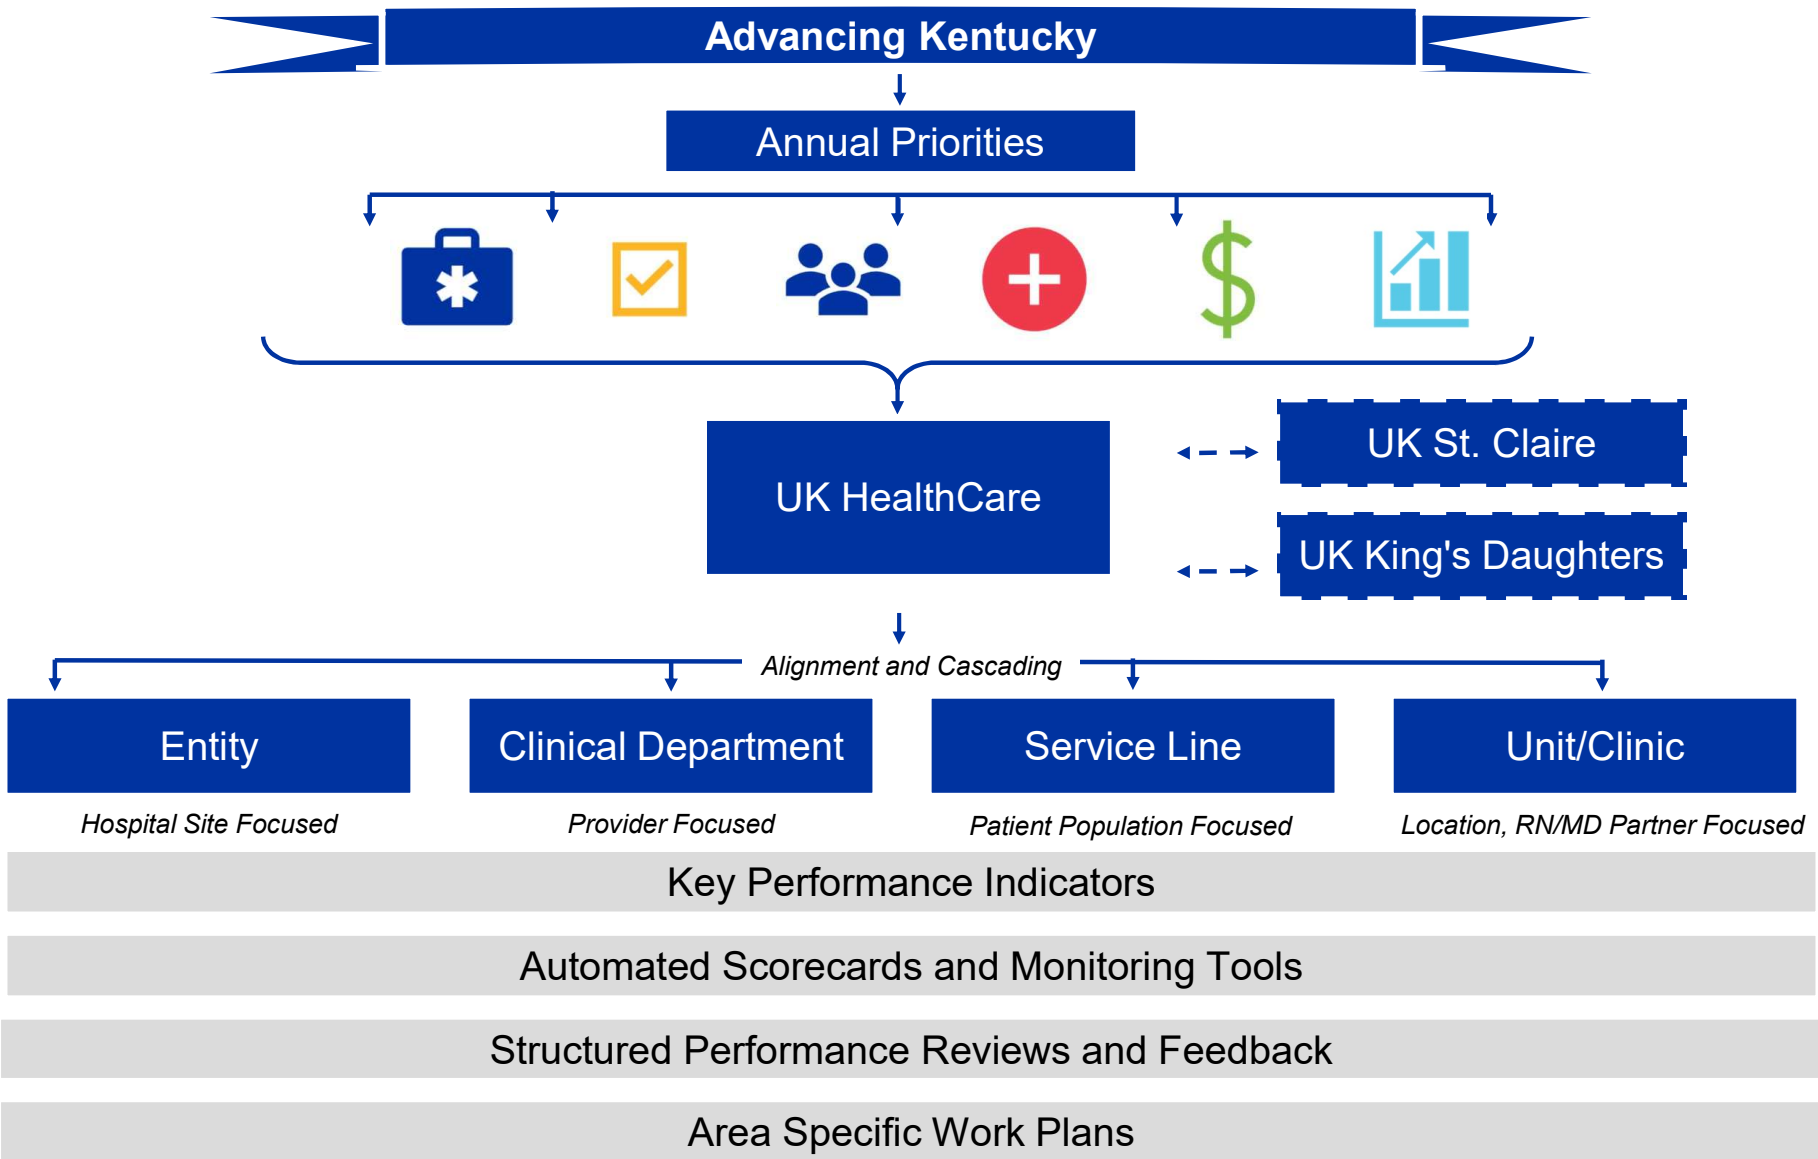 Advancing Kentucky
Annual Priorities
UK HealthCare
UK St. Claire
UK King's Daughters
Alignment and Cascading
Entity
Clinical Department
Service Line
Unit/Clinic
Hospital Site Focused
Provider Focused
Patient Population Focused
Location, RN/MD Partner Focused
Key Performance Indicators
Automated Scorecards and Monitoring Tools
Structured Performance Reviews and Feedback
Area Specific Work Plans